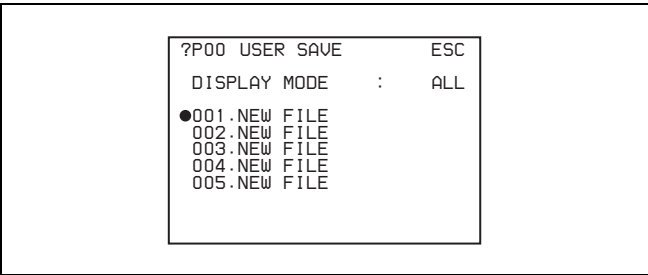 ?P00 USER SAVE ESC
DISPLAY MODE : ALL
●001.NEW FILE
002.NEW FILE
003.NEW FILE
004.NEW FILE
005.NEW FILE